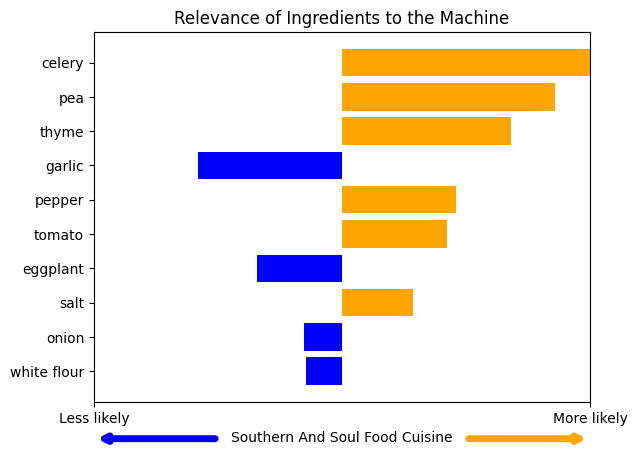 Relevance of Ingredients to the Machine
celery
pea
thyme
garlic
pepper
tomato
eggplant
salt
onion
white flour
Less likely
More likely
Southern And Soul Food Cuisine